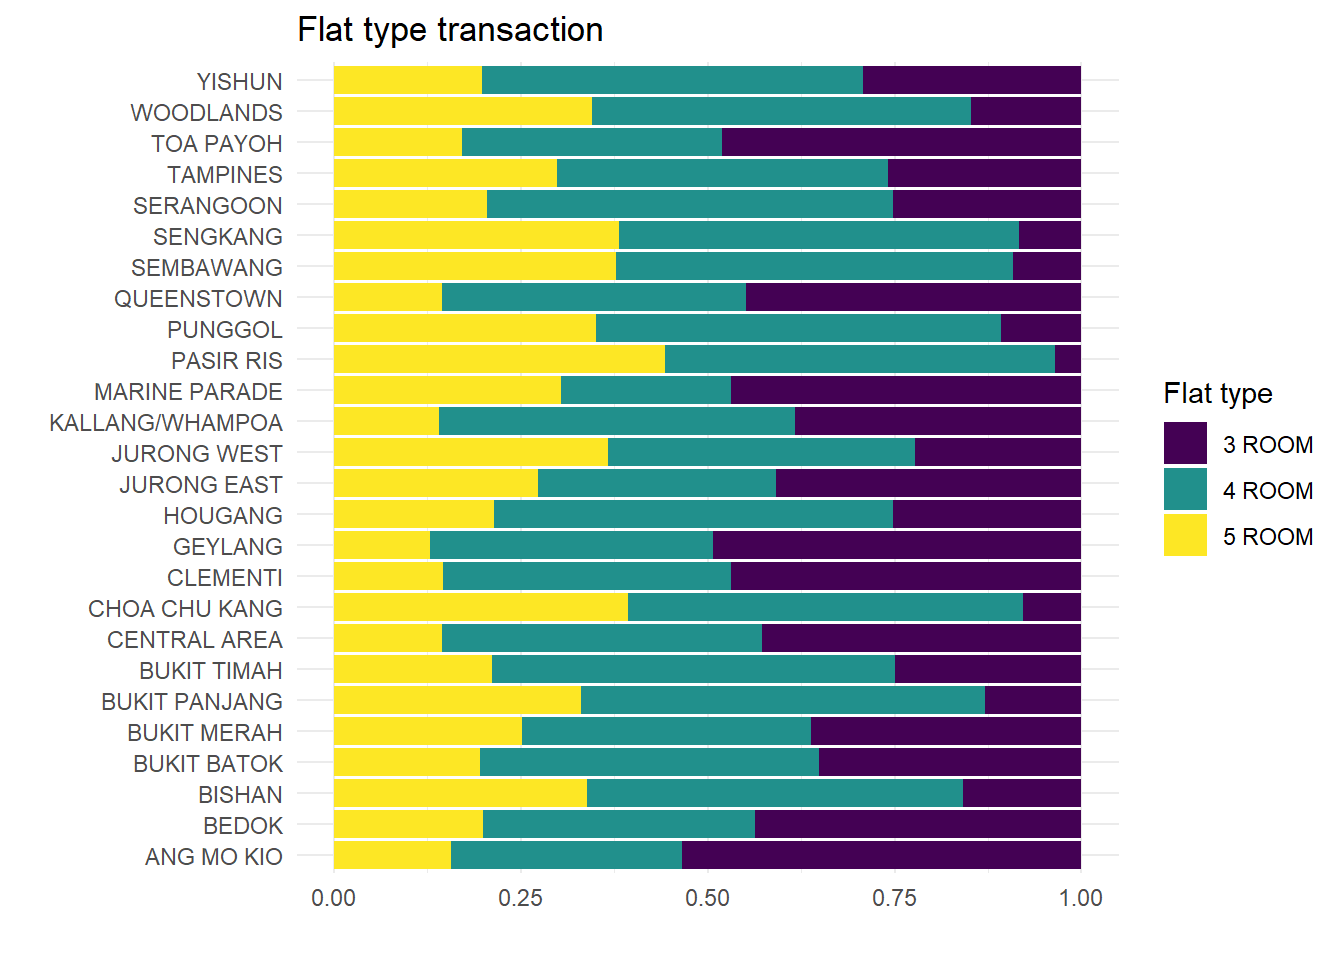 Flat type transaction
YISHUN
WOODLANDS
TOA PAYOH
TAMPINES
SERANGOON
SENGKANG
SEMBAWANG
QUEENSTOWN
PUNGGOL
PASIR RIS
MARINE PARADE
KALLANG/WHAMPOA
JURONG WEST
JURONG EAST
HOUGANG
GEYLANG
CLEMENTI
CHOA CHU KANG
CENTRAL AREA
BUKIT TIMAH
BUKIT PANJANG
BUKIT MERAH
BUKIT BATOK
BISHAN
BEDOK
ANG MO KIO
0.00 0.25 0.50 0.75 1.00
Flat type
3 ROOM
4 ROOM
5 ROOM